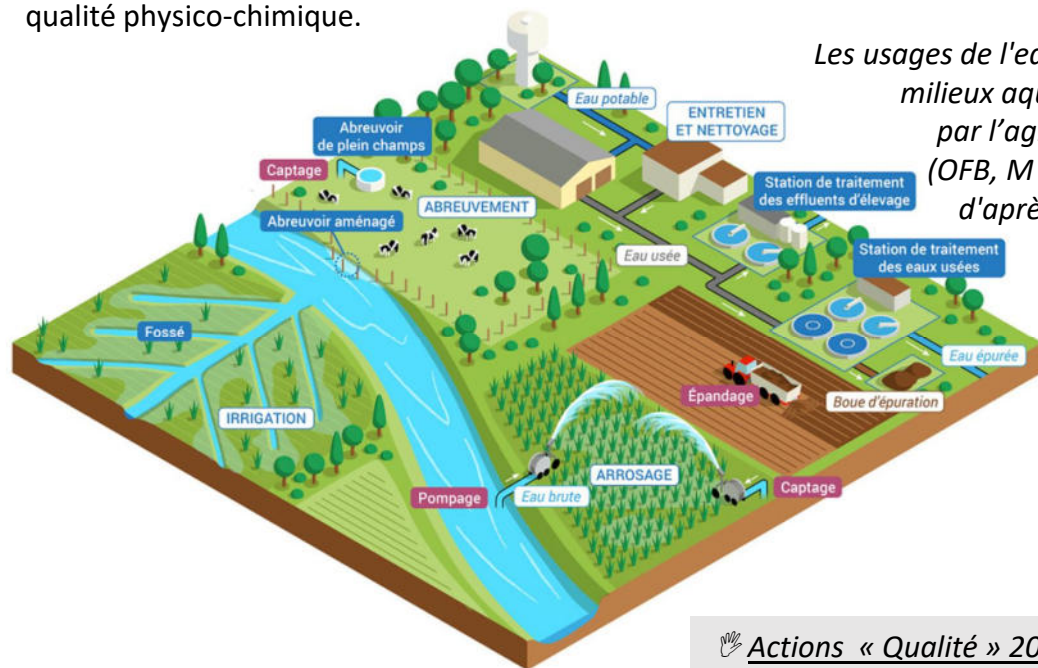 qualité physico-chimique.
Les usages de l'ea
milieux aqu
par l'ag
(OFB, M
d'aprè
Eau potable
ENTRETIEN
ET NETTOYAGE
Abreuvoir
de plein champs
Captage
Station de traitement
des effluents d'élevage
ABREUVEMENT
Abreuvoir aménagé
Station de traitement
des eaux usées
Eau usée
Fossé
Eau épurée
Épandage
Boue d'épuration
IRRIGATION
ARROSAGE
Pompage
Eau brute
Captage
Actions « Qualité » 20